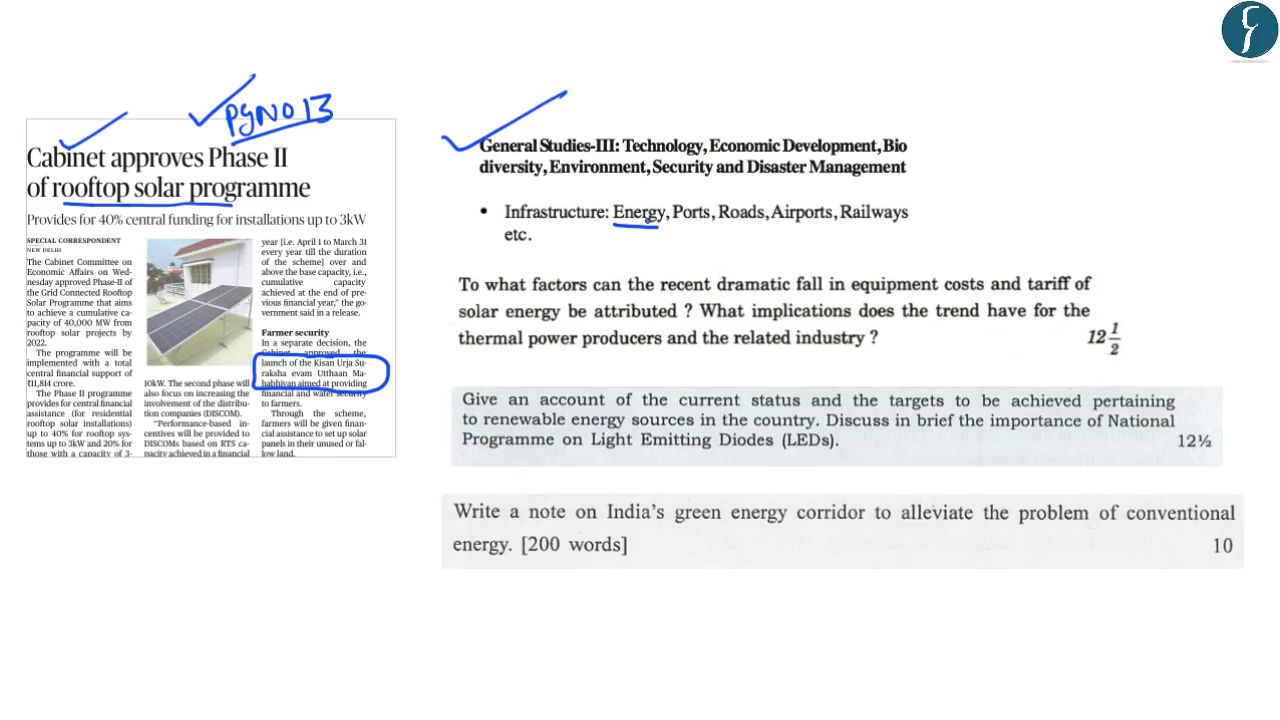 pgNO 13
Cabinet approves Phase II
of rooftop solar programme
Provides for 40% central funding for installations up to 3kW
SPECIAL CORRESPONDENT
NEW DELHI
The Cabinet Committee on
Economic Affairs on Wed-
nesday approved Phase-II of
the Grid Connected Rooftop
Solar Programme that aims
to achieve a cumulative ca-
pacity of 40,000 MW from
rooftop solar projects by
2022.
The programme will be
implemented with a total
central financial support of
₹11,814 crore.
The Phase II programme
provides for central financial
assistance (for residential
rooftop solar installations)
up to 40% for rooftop sys-
tems up to 3kW and 20% for
those with a capacity of 3-
10kW. The second phase will
also focus on increasing the
involvement of the distribu-
tion companies (DISCOM).
"Performance-based in-
centives will be provided to
DISCOMs based on RTS ca-
pacity achieved in a financial
year [i.e. April 1 to March 31
every year till the duration
of the scheme] over and
above the base capacity, i.e.,
cumulative capacity
achieved at the end of pre-
vious financial year," the go-
vernment said in a release.
Farmer security
In a separate decision, the
Cabinet approved the
launch of the Kisan Urja Su-
raksha evam Utthaan Ma-
habhiyan aimed at providing
financial and water security
to farmers.
Through the scheme,
farmers will be given finan-
cial assistance to set up solar
panels in their unused or fal-
low land.
General Studies-III: Technology, Economic Development, Bio
diversity, Environment, Security and Disaster Management
• Infrastructure: Energy, Ports, Roads, Airports, Railways
etc.
To what factors can the recent dramatic fall in equipment costs and tariff of
solar energy be attributed ? What implications does the trend have for the
thermal power producers and the related industry ? 12 1/2
Give an account of the current status and the targets to be achieved pertaining
to renewable energy sources in the country. Discuss in brief the importance of National
Programme on Light Emitting Diodes (LEDs). 12½
Write a note on India's green energy corridor to alleviate the problem of conventional
energy. [200 words] 10